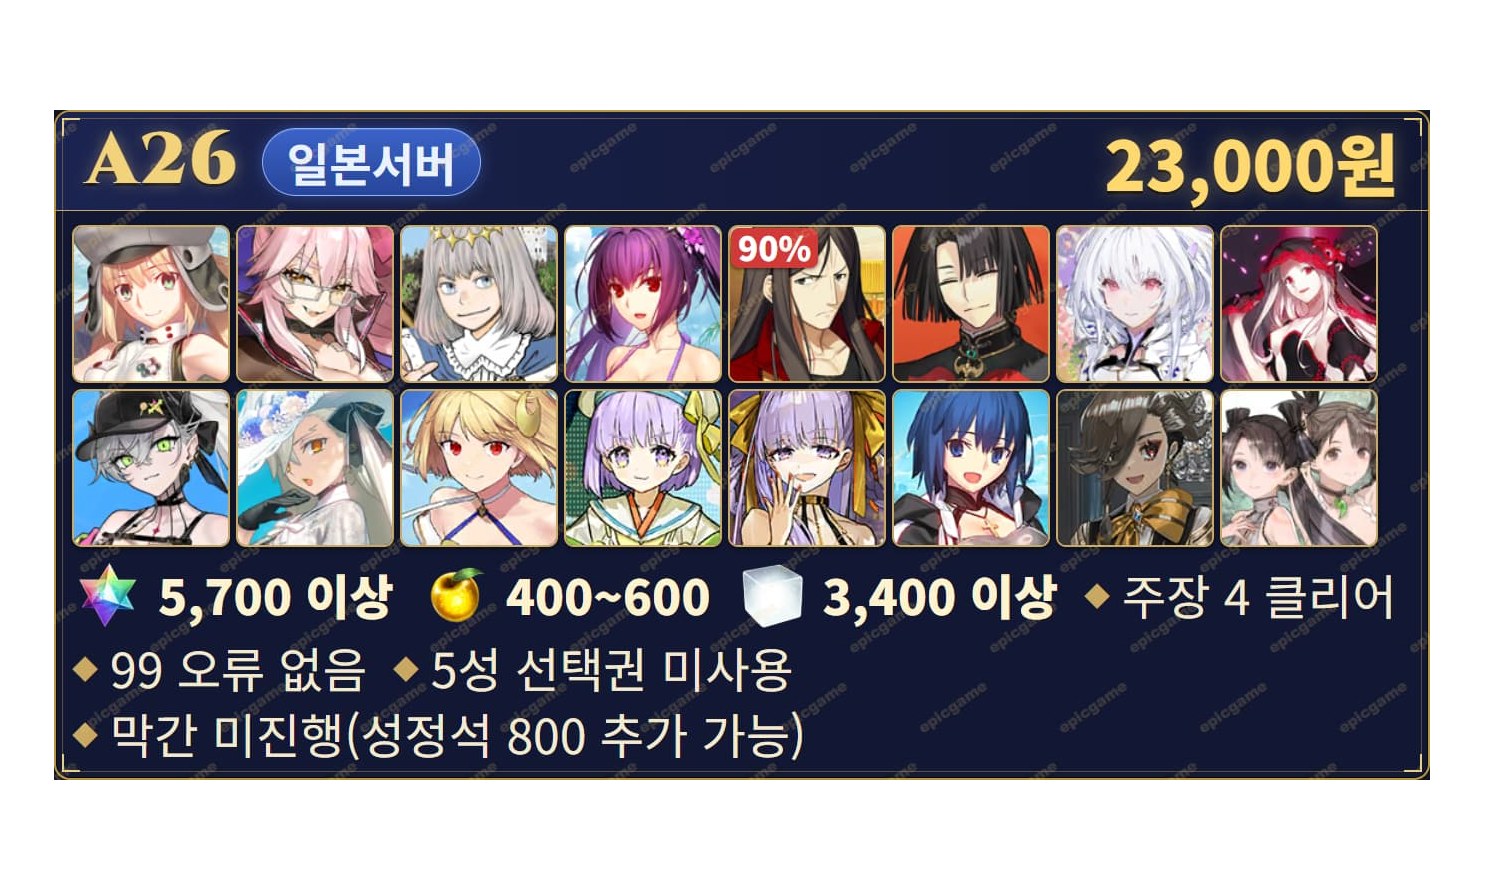 A26 일본서버 23,000원
90%
5,700 이상 400~600 3,400 이상 ◆ 주장 4 클리어
◆ 99 오류 없음 ◆ 5성 선택권 미사용
◆ 막간 미진행(성정석 800 추가 가능)
epicgame